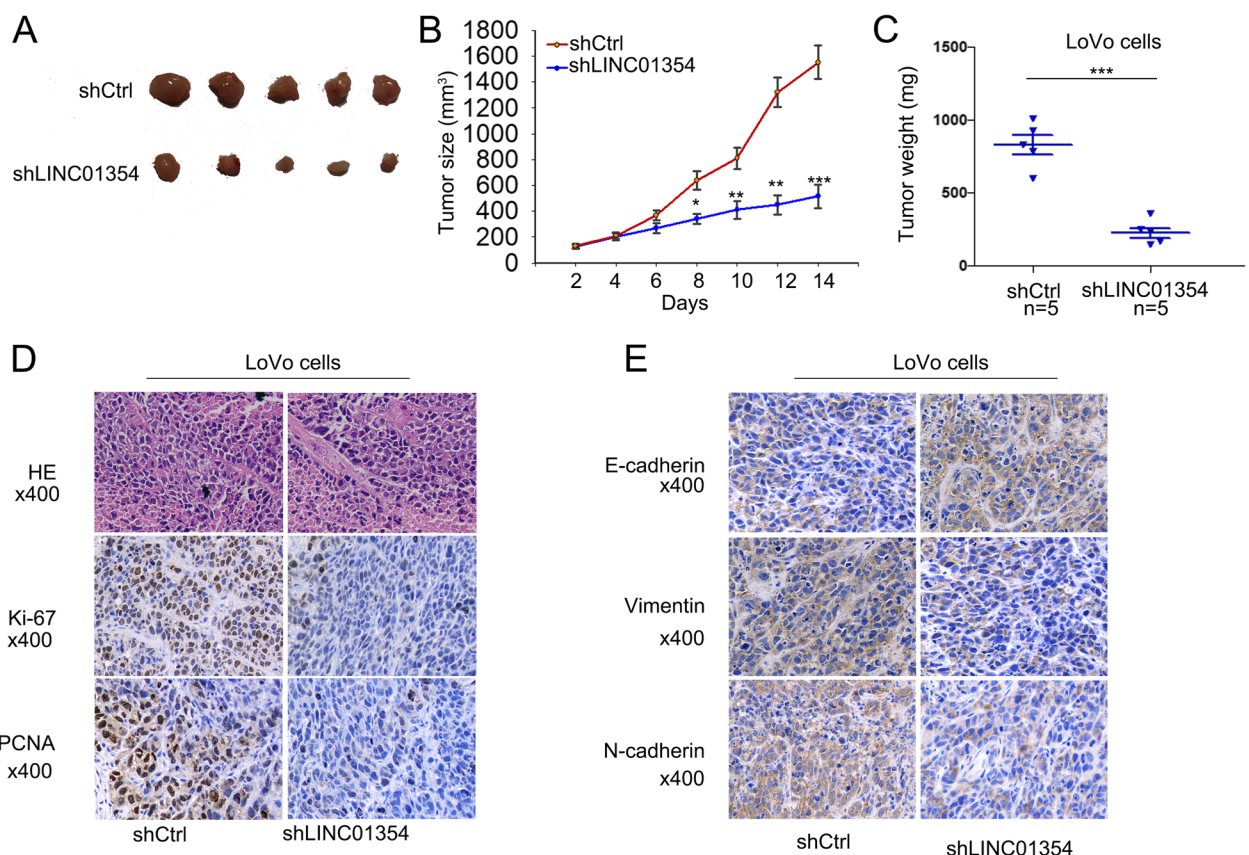 A
shCtrl
shLINC01354
B
shCtrl
shLINC01354
Tumor size (mm³)
1800
1600
1400
1200
1000
800
600
400
200
0
*
**
**
***
2 4 6 8 10 12 14
Days
C
LoVo cells
***
Tumor weight (mg)
1500
1000
500
0
shCtrl
n=5
shLINC01354
n=5
D
LoVo cells
HE
x400
Ki-67
x400
PCNA
x400
shCtrl
shLINC01354
E
LoVo cells
E-cadherin
x400
Vimentin
x400
N-cadherin
x400
shCtrl
shLINC01354